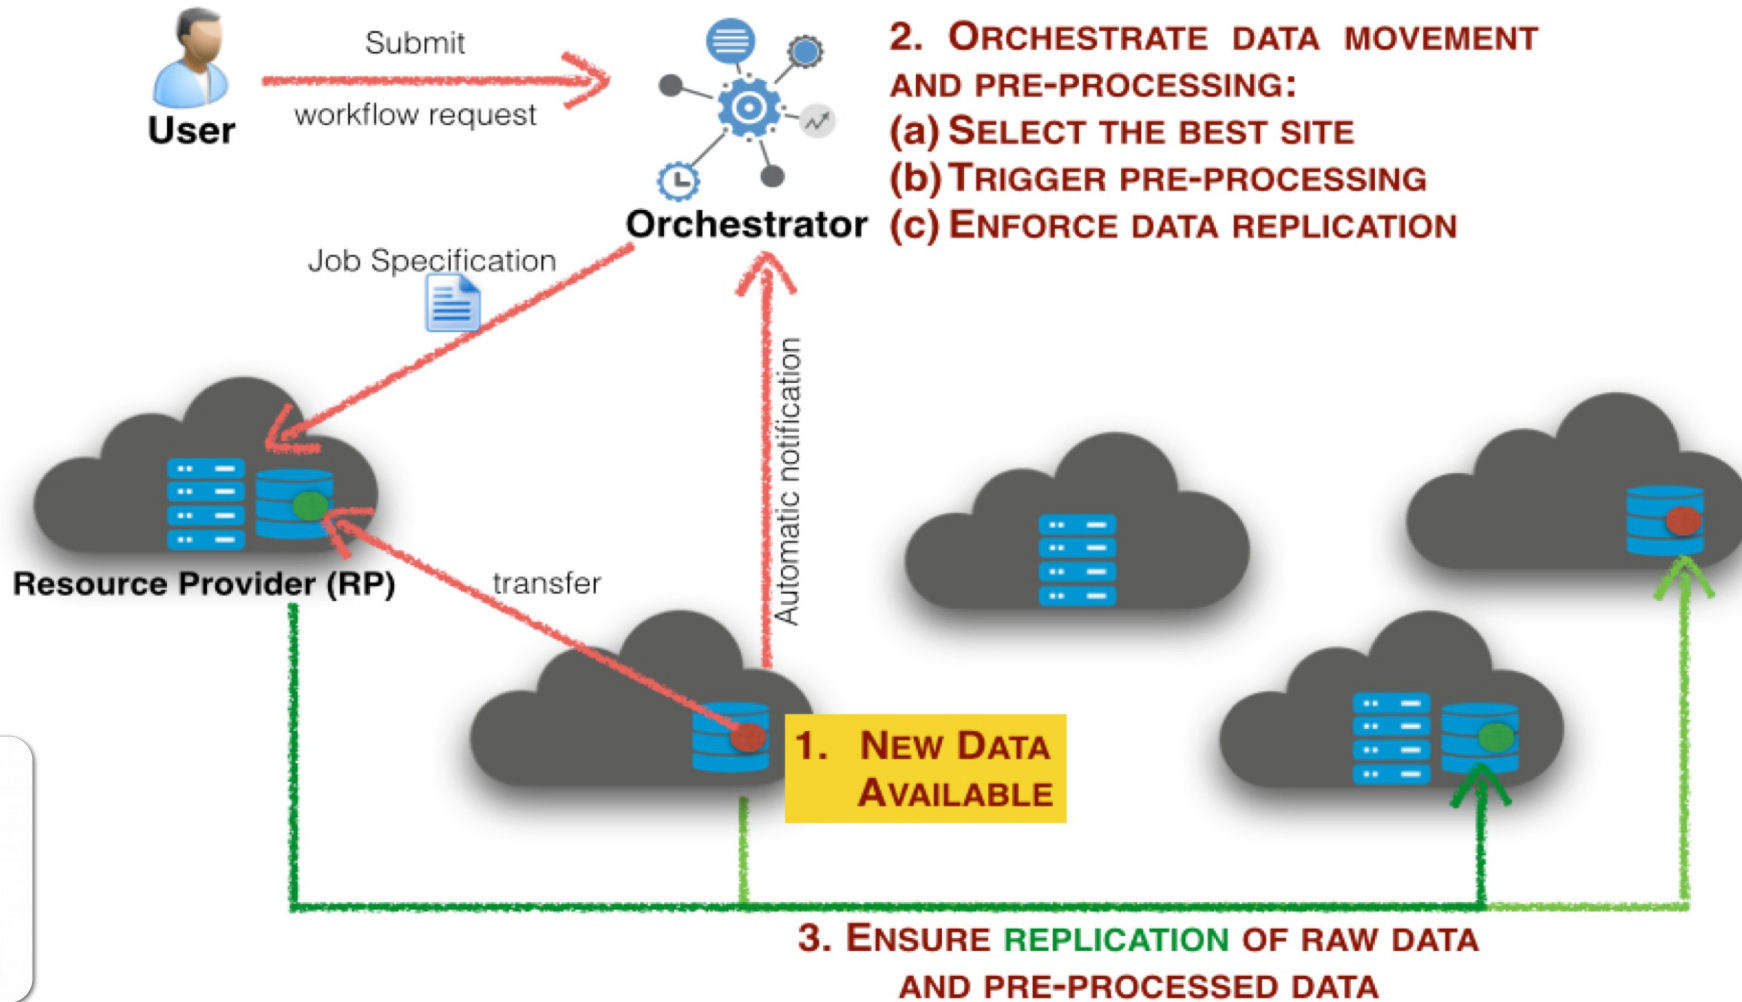 Submit
workflow request
User
Orchestrator
2. ORCHESTRATE DATA MOVEMENT
AND PRE-PROCESSING:
(a) SELECT THE BEST SITE
(b) TRIGGER PRE-PROCESSING
(c) ENFORCE DATA REPLICATION
Job Specification
Automatic notification
Resource Provider (RP)
transfer
1. NEW DATA
AVAILABLE
3. ENSURE REPLICATION OF RAW DATA
AND PRE-PROCESSED DATA